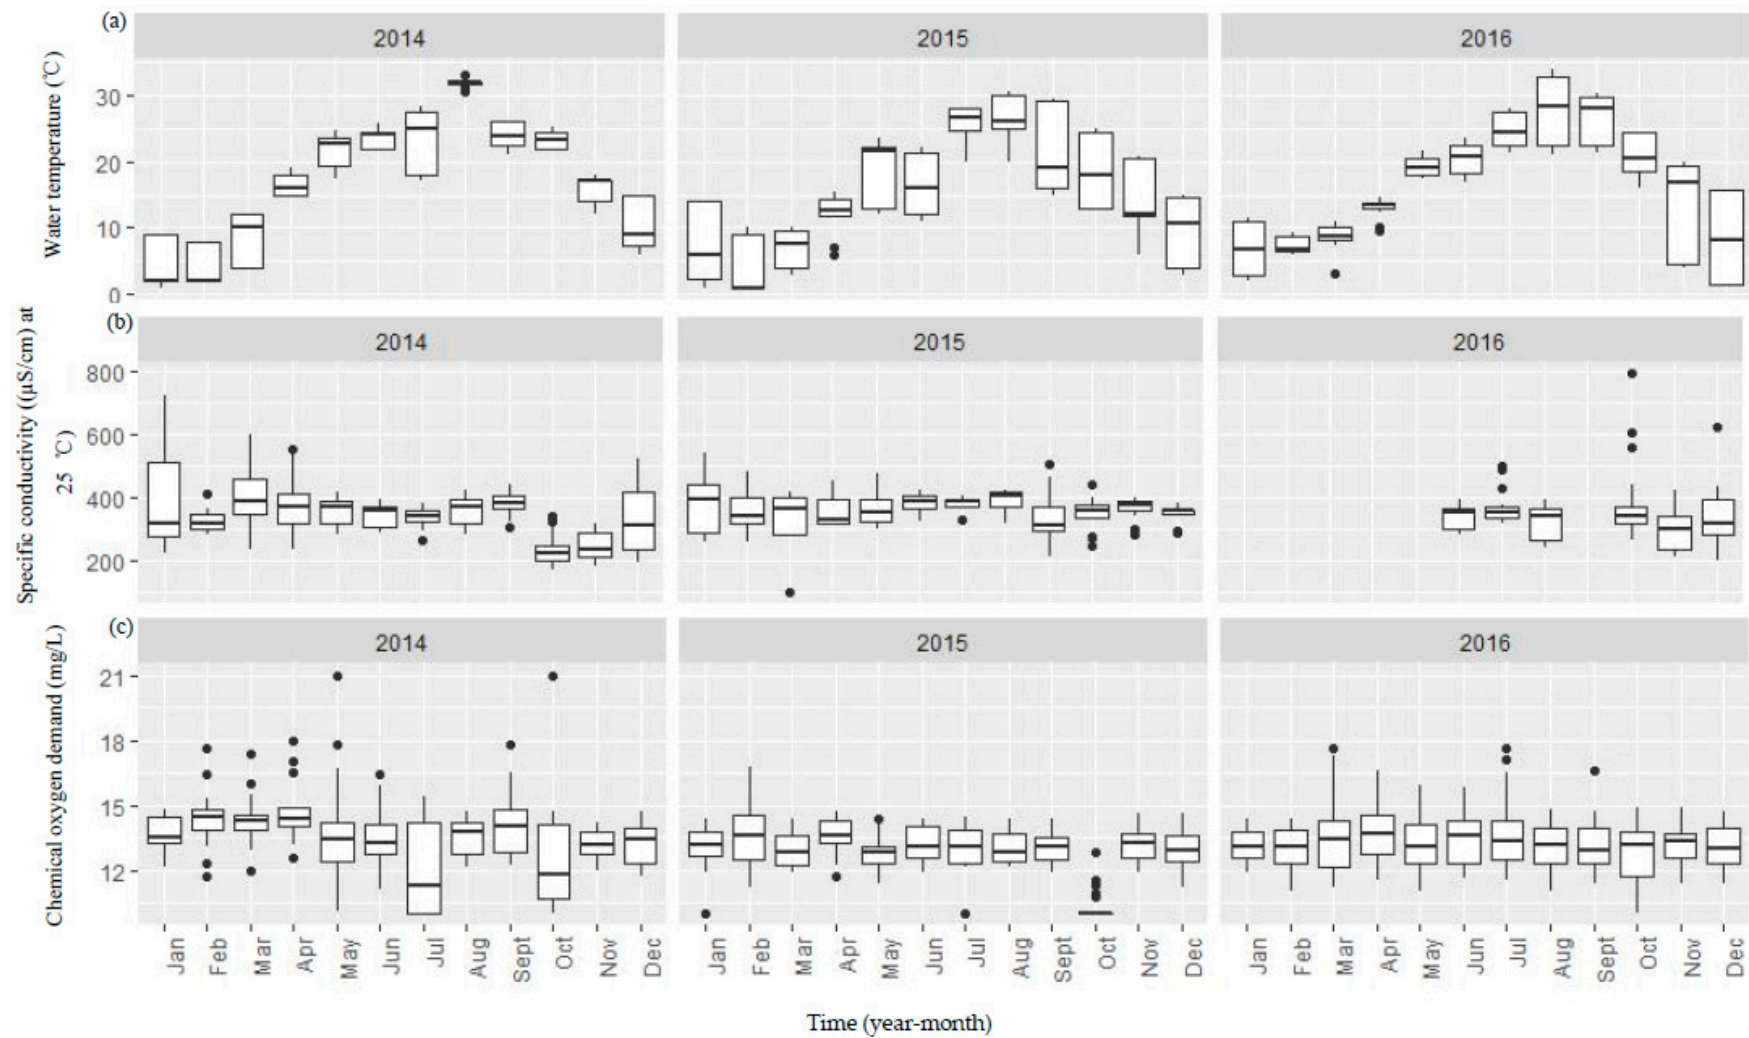 (a)
2014 2015 2016
Water temperature (℃)
30
20
10
0
(b)
2014 2015 2016
Specific conductivity ((μS/cm) at
25 ℃)
800
600
400
200
(c)
2014 2015 2016
Chemical oxygen demand (mg/L)
21
18
15
12
Jan Feb Mar Apr May Jun Jul Aug Sept Oct Nov Dec Jan Feb Mar Apr May Jun Jul Aug Sept Oct Nov Dec Jan Feb Mar Apr May Jun Jul Aug Sept Oct Nov Dec
Time (year-month)